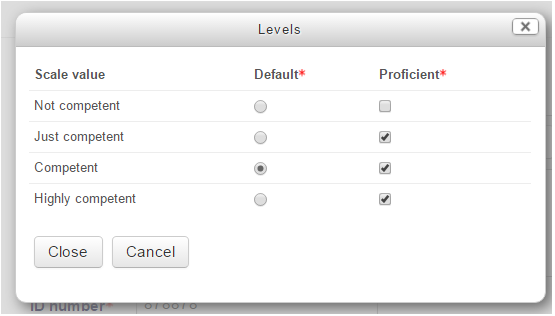 Levels
Scale value Default* Proficient*
Not competent
Just competent
Competent
Highly competent
Close Cancel
ID number*